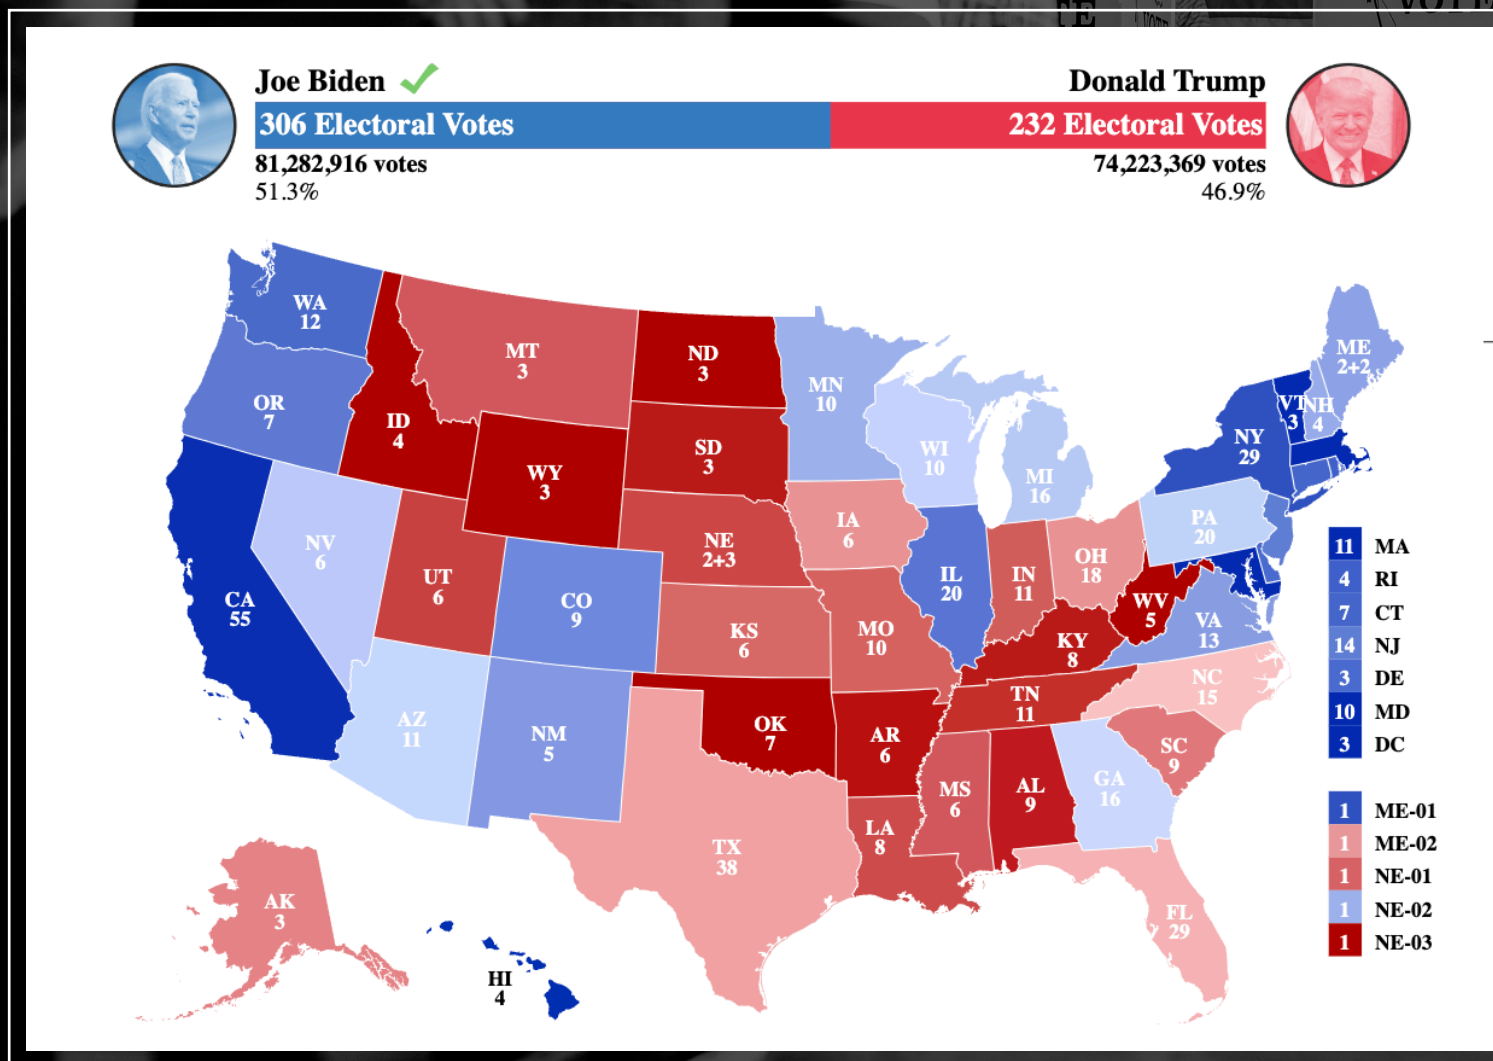 TE
VOTE
VOTE
Joe Biden
Donald Trump
306 Electoral Votes
232 Electoral Votes
81,282,916 votes
74,223,369 votes
51.3%
46.9%
WA
12
OR
7
ID
4
MT
3
ND
3
MN
10
SD
3
WY
3
WI
10
MI
16
ME
2+2
VT
3
NH
4
NY
29
CA
55
NV
6
UT
6
CO
9
NE
2+3
IA
6
IL
20
IN
11
OH
18
PA
20
WV
5
VA
13
KS
6
MO
10
KY
8
NC
15
TN
11
AZ
11
NM
5
OK
7
AR
6
SC
9
MS
6
AL
9
GA
16
LA
8
TX
38
FL
29
AK
3
HI
4
11 MA
4 RI
7 CT
14 NJ
3 DE
10 MD
3 DC
1 ME-01
1 ME-02
1 NE-01
1 NE-02
1 NE-03